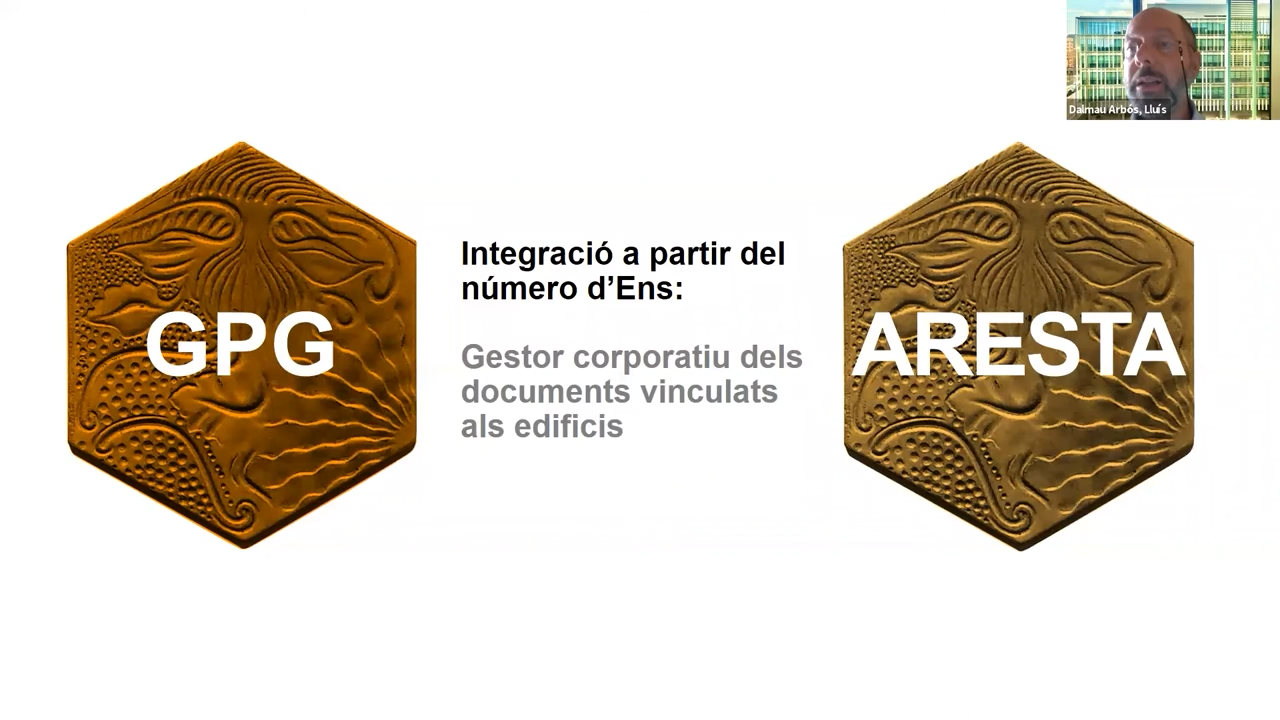 Dalmau Arbós, Lluís
GPG
Integració a partir del
número d’Ens:
Gestor corporatiu dels
documents vinculats
als edificis
ARESTA